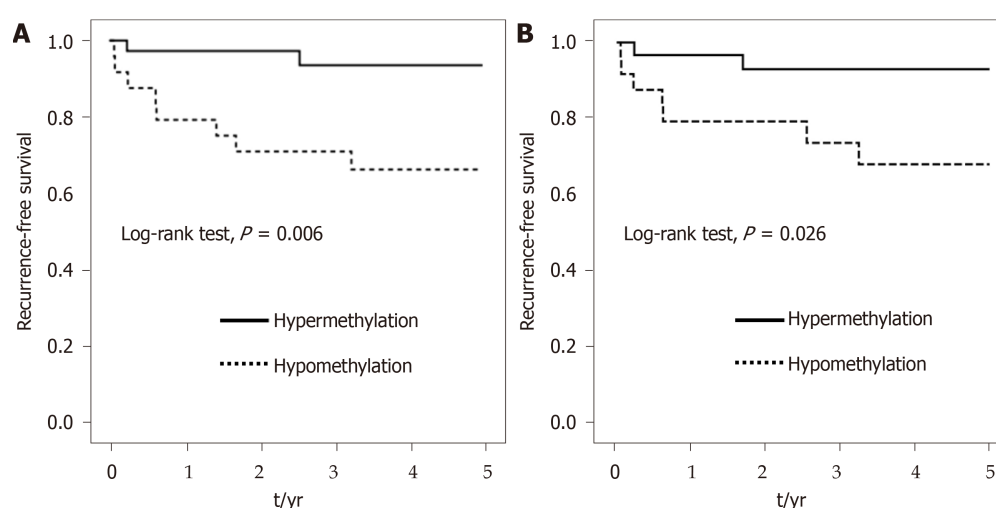 A
1.0
0.8
0.6
0.4
0.2
0.0
Recurrence-free survival
Log-rank test, P = 0.006
Hypermethylation
Hypomethylation
0 1 2 3 4 5
t/yr
B
1.0
0.8
0.6
0.4
0.2
0.0
Recurrence-free survival
Log-rank test, P = 0.026
Hypermethylation
Hypomethylation
0 1 2 3 4 5
t/yr